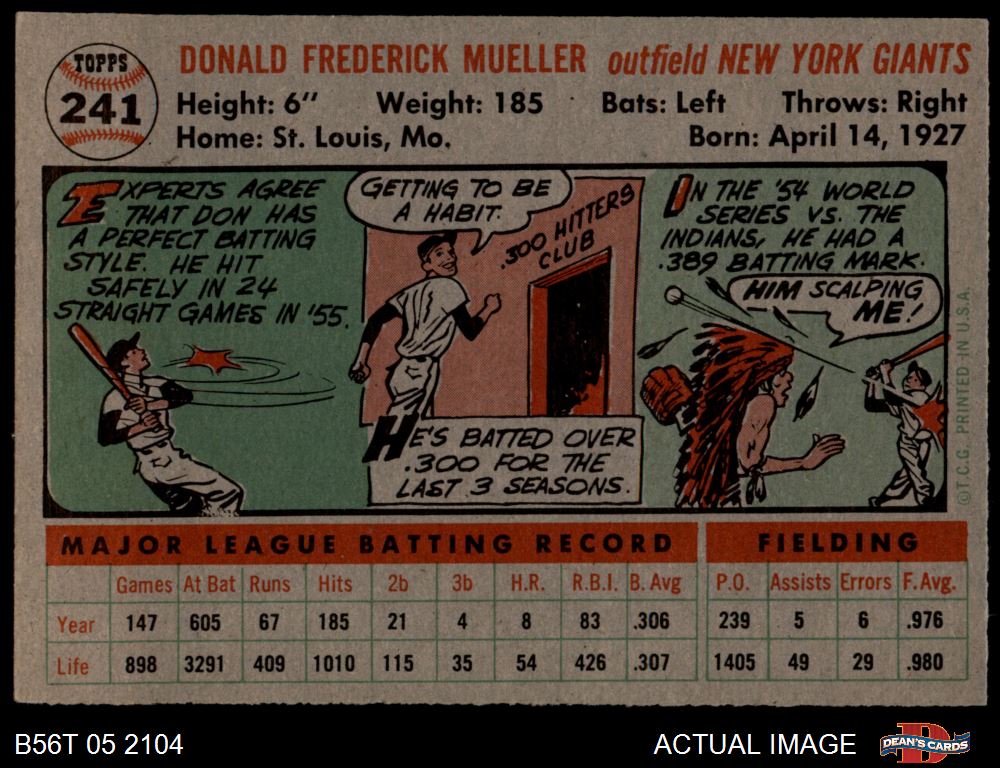 TOPPS
241
DONALD FREDERICK MUELLER outfield NEW YORK GIANTS
Height: 6" Weight: 185 Bats: Left Throws: Right
Home: St. Louis, Mo. Born: April 14, 1927
EXPERTS AGREE
THAT DON HAS
A PERFECT BATTING
STYLE. HE HIT
SAFELY IN 24
STRAIGHT GAMES IN '55.
GETTING TO BE
A HABIT.
.300 HITTERS
CLUB
HE'S BATTED OVER
.300 FOR THE
LAST 3 SEASONS.
IN THE '54 WORLD
SERIES VS. THE
INDIANS, HE HAD A
.389 BATTING MARK.
HIM SCALPING
ME!
©T.C.G. PRINTED IN U.S.A.
MAJOR LEAGUE BATTING RECORD FIELDING
Games At Bat Runs Hits 2b 3b H.R. R.B.I. B. Avg P.O. Assists Errors F. Avg.
Year 147 605 67 185 21 4 8 83 .306 239 5 6 .976
Life 898 3291 409 1010 115 35 54 426 .307 1405 49 29 .980
B56T 05 2104 ACTUAL IMAGE DEAN'S CARDS